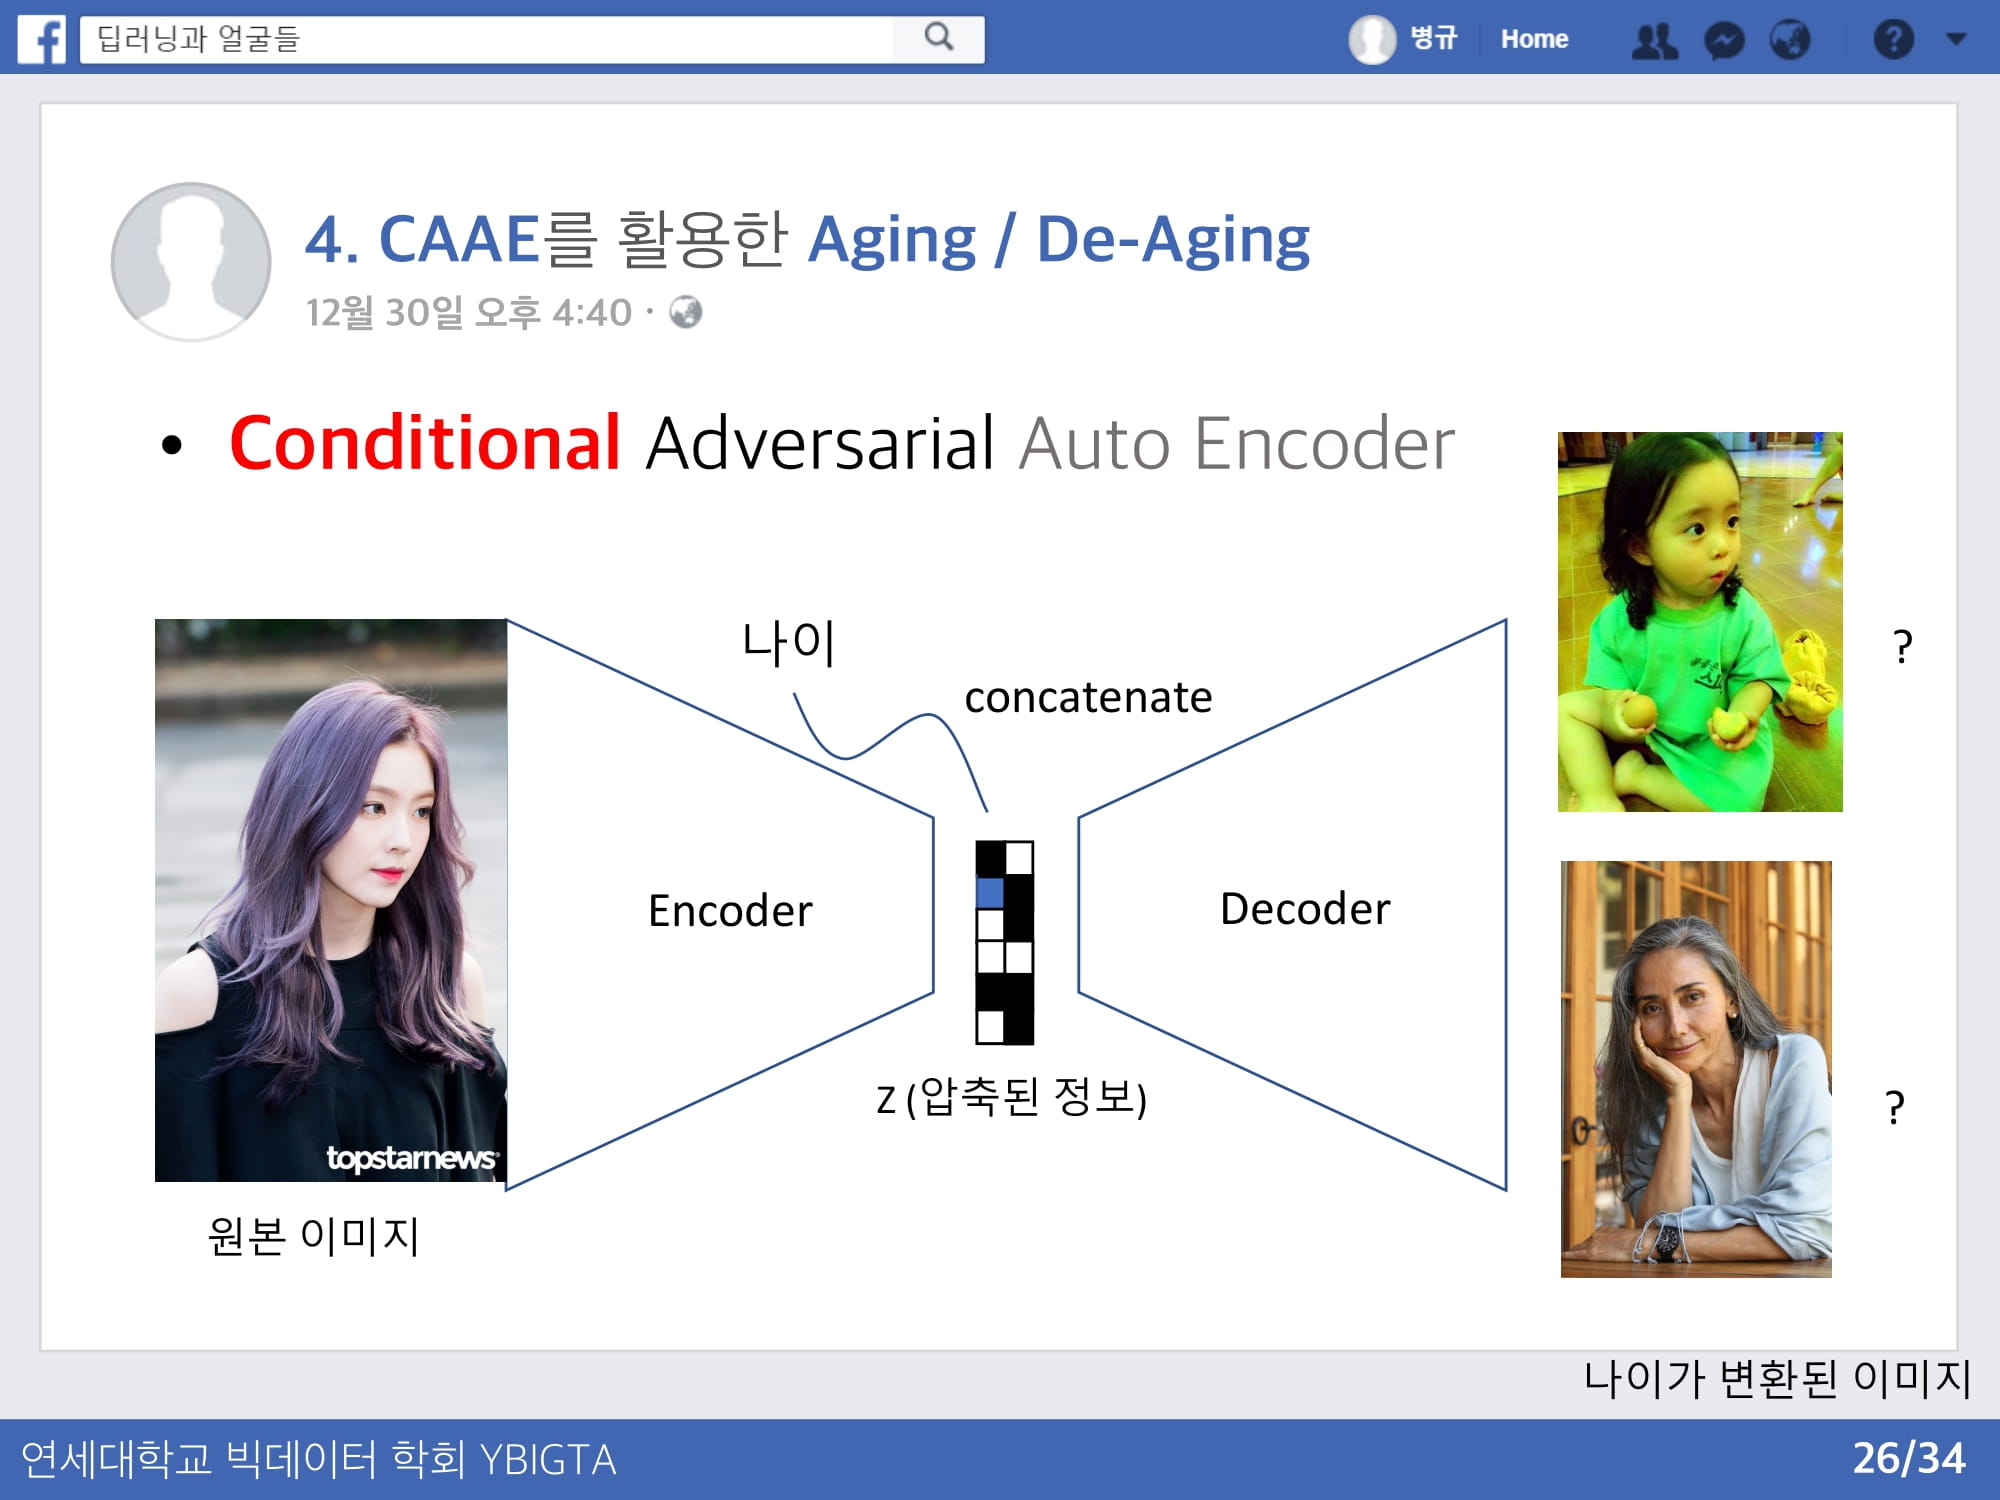 f 딥러닝과 얼굴들 병규 Home ?
4. CAAE를 활용한 Aging / De-Aging
12월 30일 오후 4:40 ·
• Conditional Adversarial Auto Encoder
나이
concatenate
?
Encoder
Decoder
Z (압축된 정보)
?
topstarnews
원본 이미지
나이가 변환된 이미지
연세대학교 빅데이터 학회 YBIGTA 26/34